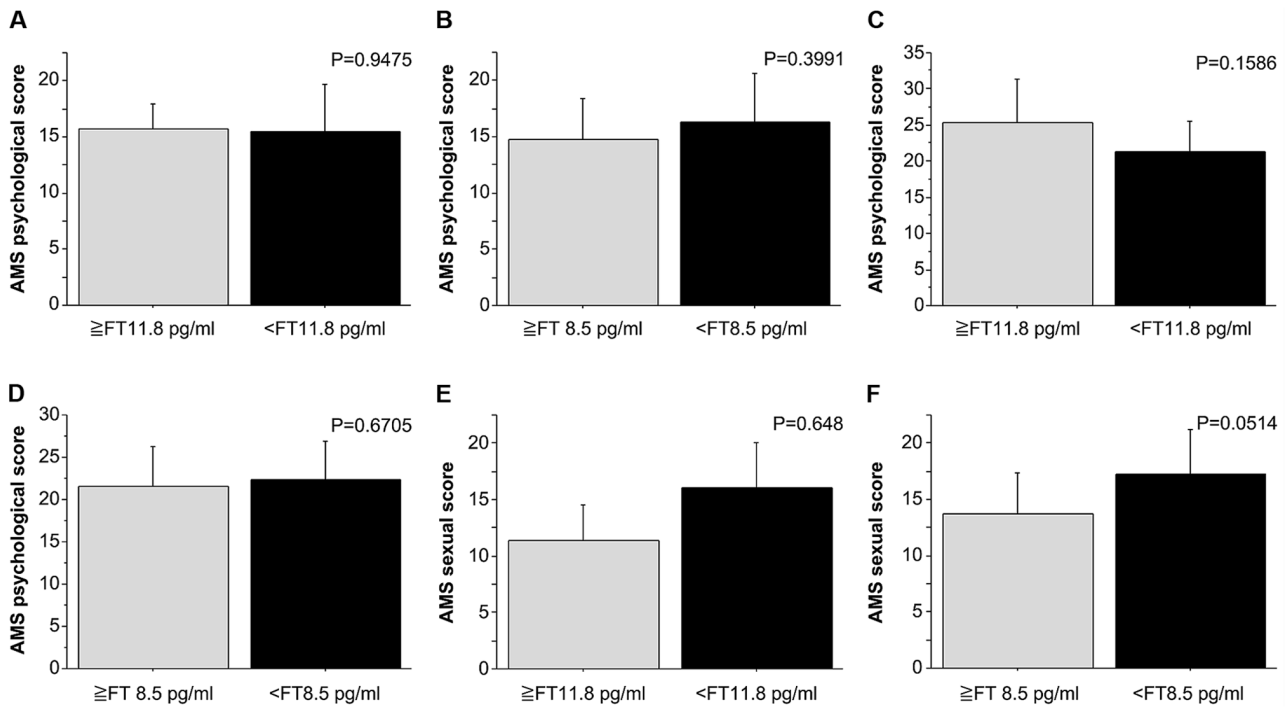 A
P=0.9475
AMS psychological score
20
15
10
5
0
≧FT11.8 pg/ml
<FT11.8 pg/ml
B
P=0.3991
AMS psychological score
20
15
10
5
0
≧FT 8.5 pg/ml
<FT8.5 pg/ml
C
P=0.1586
AMS psychological score
35
30
25
20
15
10
5
0
≧FT11.8 pg/ml
<FT11.8 pg/ml
D
P=0.6705
AMS psychological score
30
25
20
15
10
5
0
≧FT 8.5 pg/ml
<FT8.5 pg/ml
E
P=0.648
AMS sexual score
20
15
10
5
0
≧FT11.8 pg/ml
<FT11.8 pg/ml
F
P=0.0514
AMS sexual score
20
15
10
5
0
≧FT 8.5 pg/ml
<FT8.5 pg/ml